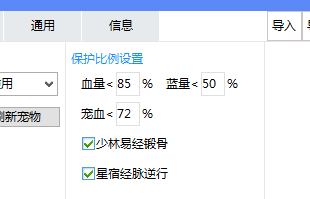 通用 信息 导入
保护比例设置
用 血量< 85 % 蓝量< 50 %
刷新宠物 宠血< 72 %
少林易经锻骨
星宿经脉逆行